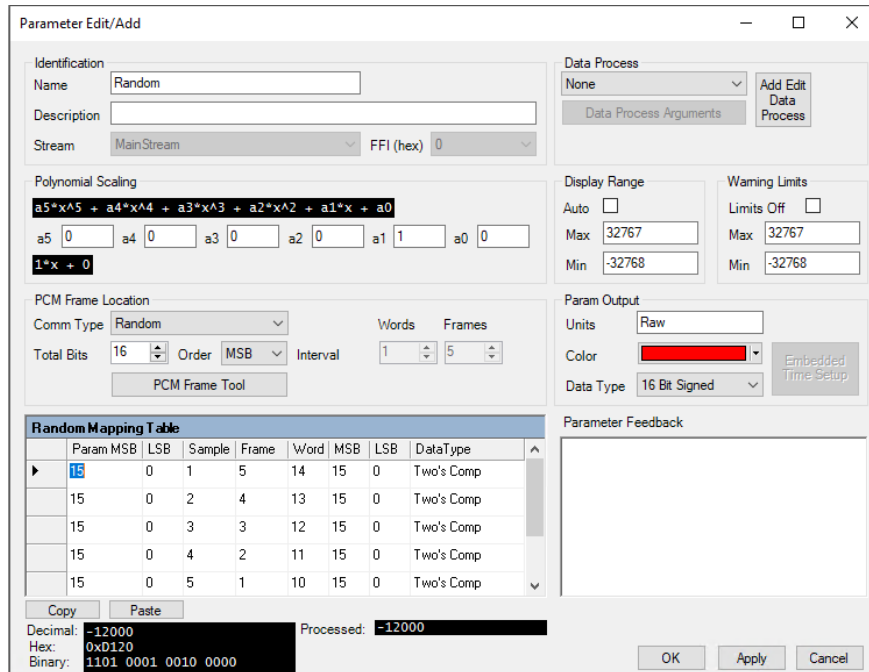 Parameter Edit/Add
Identification
Name Random
Description
Stream MainStream FFI (hex) 0
Data Process
None
Add Edit Data Process
Data Process Arguments
Polynomial Scaling
a5*x^5 + a4*x^4 + a3*x^3 + a2*x^2 + a1*x + a0
a5 0 a4 0 a3 0 a2 0 a1 1 a0 0
1*x + 0
Display Range
Auto
Max 32767
Min -32768
Warning Limits
Limits Off
Max 32767
Min -32768
PCM Frame Location
Comm Type Random Words Frames
Total Bits 16 Order MSB Interval 1 5
PCM Frame Tool
Param Output
Units Raw
Color
Data Type 16 Bit Signed
Embedded Time Setup
Random Mapping Table
Param MSB LSB Sample Frame Word MSB LSB DataType
15 0 1 5 14 15 0 Two's Comp
15 0 2 4 13 15 0 Two's Comp
15 0 3 3 12 15 0 Two's Comp
15 0 4 2 11 15 0 Two's Comp
15 0 5 1 10 15 0 Two's Comp
Parameter Feedback
Copy Paste
Decimal: -12000
Hex: 0xD120
Binary: 1101 0001 0010 0000
Processed: -12000
OK Apply Cancel